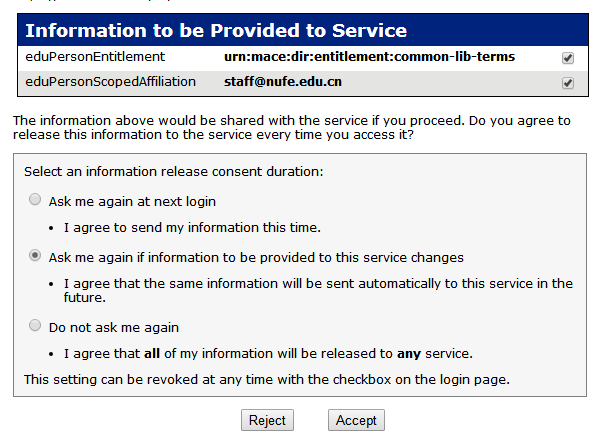 Information to be Provided to Service
eduPersonEntitlement urn:mace:dir:entitlement:common-lib-terms
eduPersonScopedAffiliation staff@nufe.edu.cn
The information above would be shared with the service if you proceed. Do you agree to
release this information to the service every time you access it?
Select an information release consent duration:
Ask me again at next login
• I agree to send my information this time.
Ask me again if information to be provided to this service changes
• I agree that the same information will be sent automatically to this service in the
future.
Do not ask me again
• I agree that all of my information will be released to any service.
This setting can be revoked at any time with the checkbox on the login page.
Reject Accept